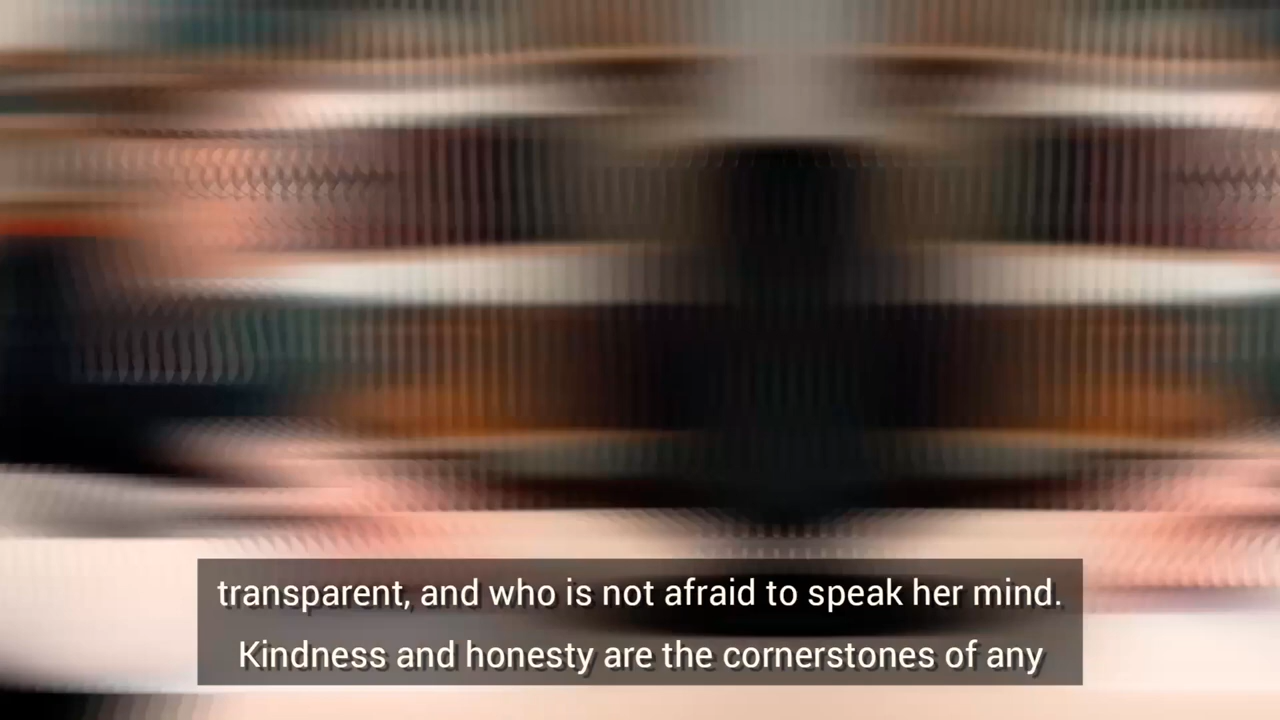 transparent, and who is not afraid to speak her mind.
Kindness and honesty are the cornerstones of any